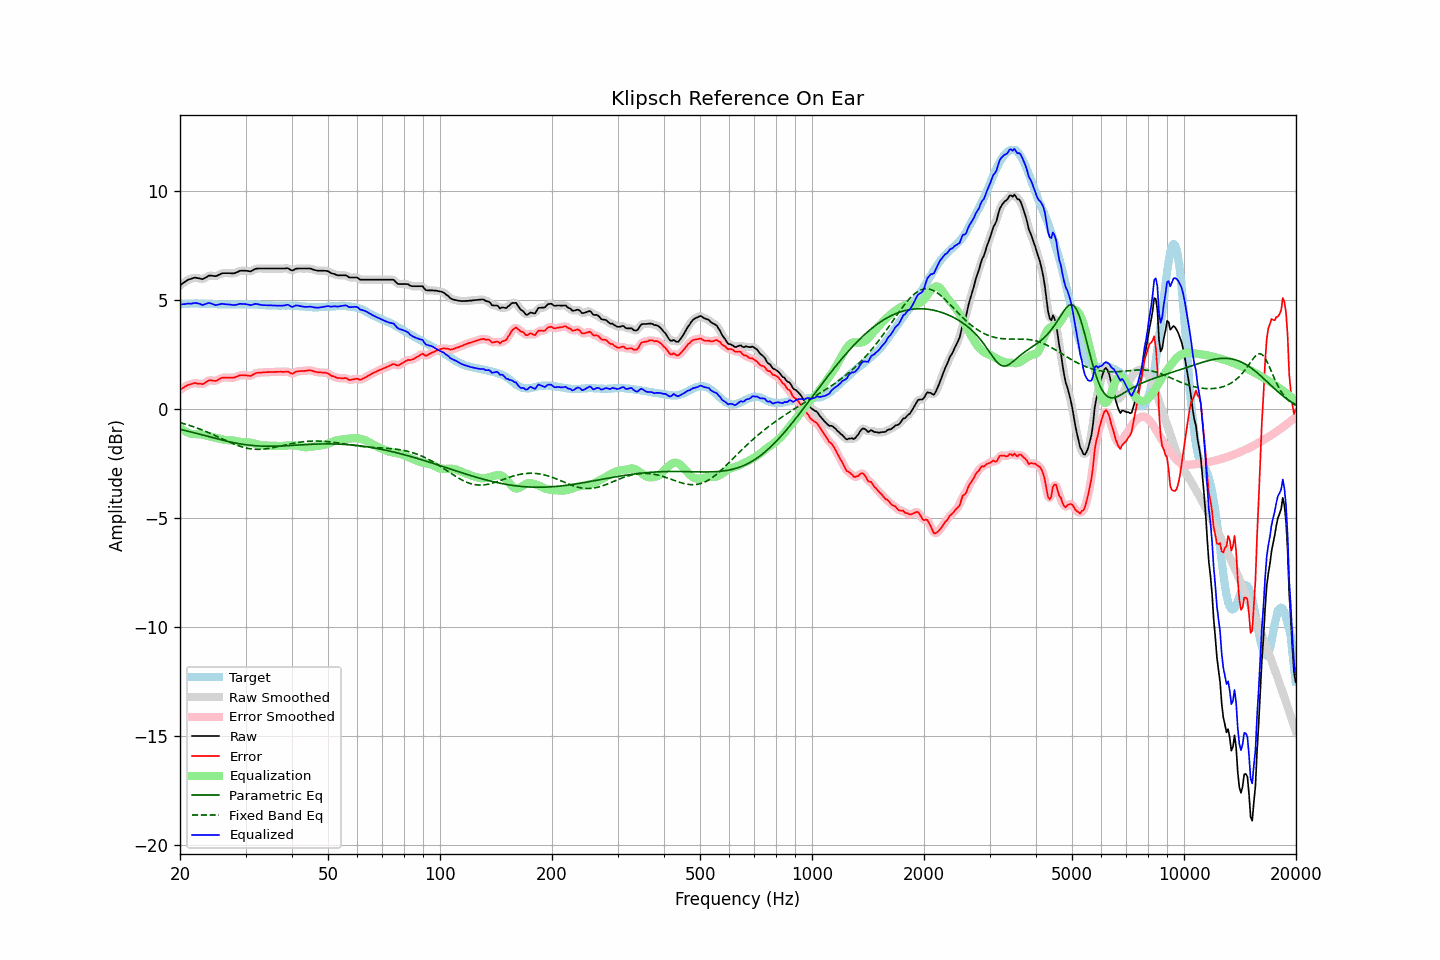 Klipsch Reference On Ear
Amplitude (dBr)
10
5
0
−5
−10
−15
−20
Target
Raw Smoothed
Error Smoothed
Raw
Error
Equalization
Parametric Eq
Fixed Band Eq
Equalized
20 50 100 200 500 1000 2000 5000 10000 20000
Frequency (Hz)